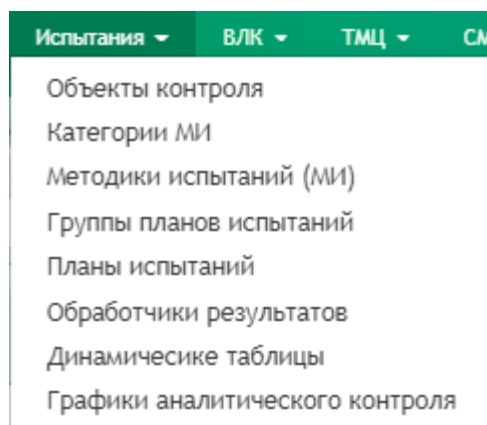 Испытания ВЛК ТМЦ СМ
Объекты контроля
Категории МИ
Методики испытаний (МИ)
Группы планов испытаний
Планы испытаний
Обработчики результатов
Динамичесике таблицы
Графики аналитического контроля